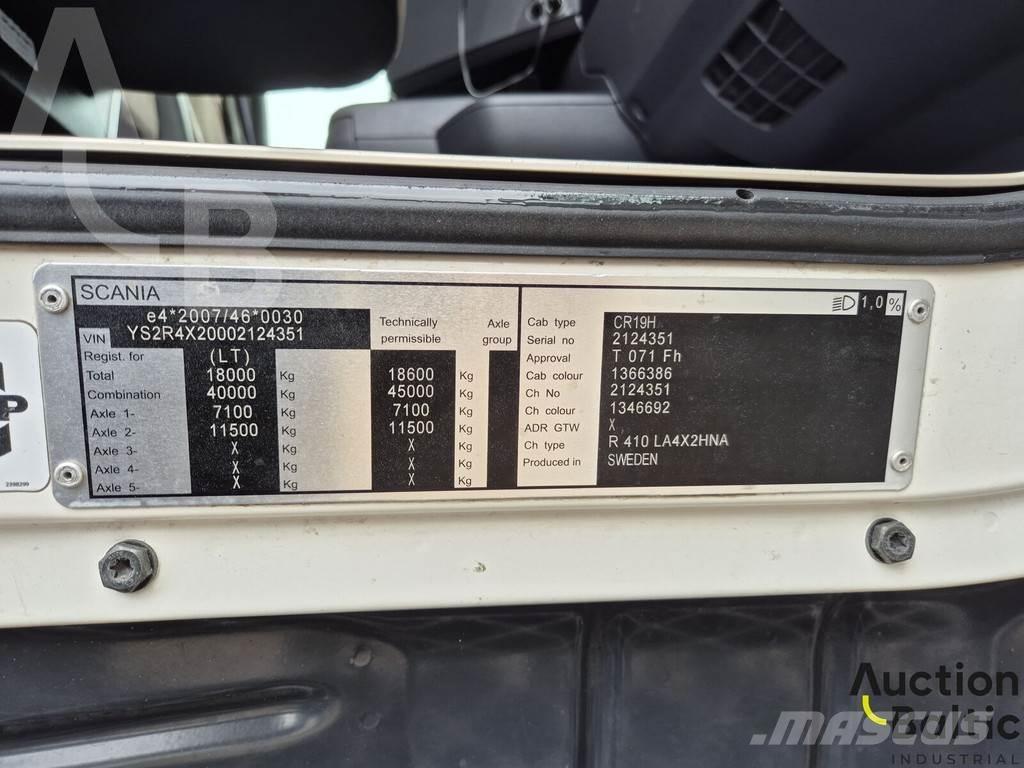 SCANIA
e4*2007/46*0030
VIN YS2R4X20002124351
Technically permissible
Axle group
Regist. for (LT)
Total 18000 Kg 18600 Kg
Combination 40000 Kg 45000 Kg
Axle 1- 7100 Kg 7100 Kg
Axle 2- 11500 Kg 11500 Kg
Axle 3- X Kg X Kg
Axle 4- X Kg X Kg
Axle 5- X Kg X Kg
1,0 %
Cab type CR19H
Serial no 2124351
Approval T 071 Fh
Cab colour 1366386
Ch No 2124351
Ch colour 1346692
ADR GTW X
Ch type R 410 LA4X2HNA
Produced in SWEDEN
P
2398299
AB
Auction
Baltic
INDUSTRIAL
MASCUS